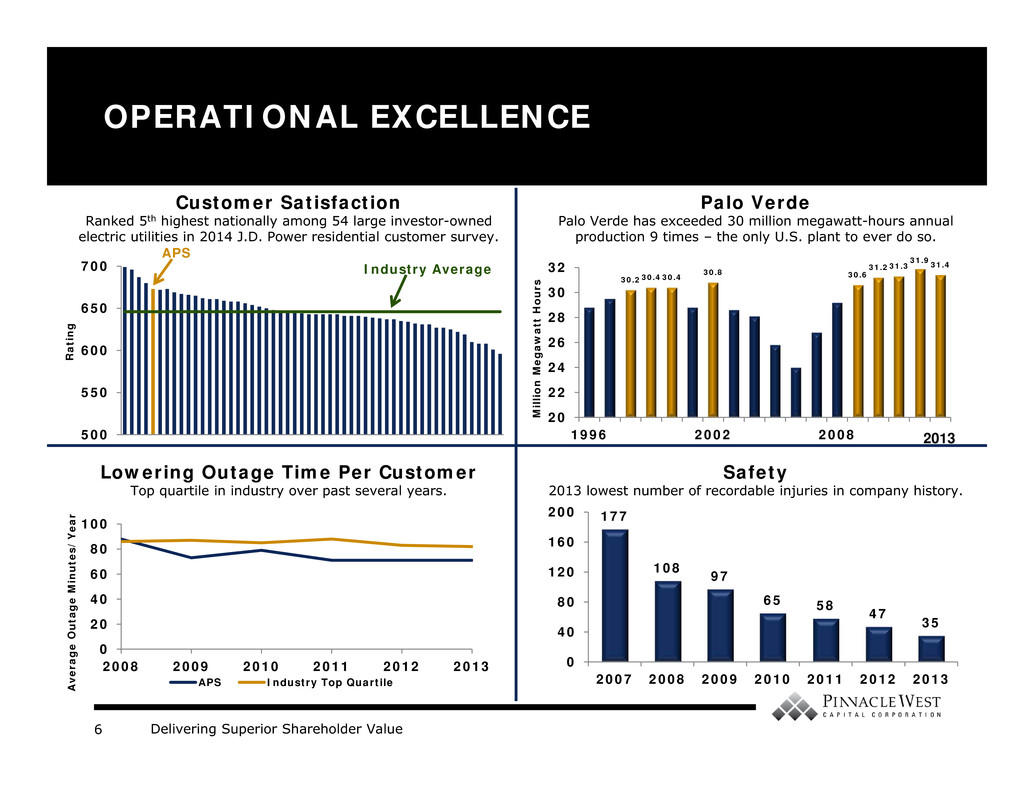 OPERATIONAL EXCELLENCE
Customer Satisfaction
Ranked 5th highest nationally among 54 large investor-owned
electric utilities in 2014 J.D. Power residential customer survey.
APS
Industry Average
700
650
600
550
500
Rating
Palo Verde
Palo Verde has exceeded 30 million megawatt-hours annual
production 9 times – the only U.S. plant to ever do so.
Million Megawatt Hours
32
30
28
26
24
22
20
30.2 30.4 30.4 30.8 30.6 31.2 31.3 31.9 31.4
1996 2002 2008 2013
Lowering Outage Time Per Customer
Top quartile in industry over past several years.
Average Outage Minutes/Year
100
80
60
40
20
0
2008 2009 2010 2011 2012 2013
APS Industry Top Quartile
Safety
2013 lowest number of recordable injuries in company history.
200
160
120
80
40
0
177 108 97 65 58 47 35
2007 2008 2009 2010 2011 2012 2013
PINNACLE WEST
CAPITAL CORPORATION
6 Delivering Superior Shareholder Value